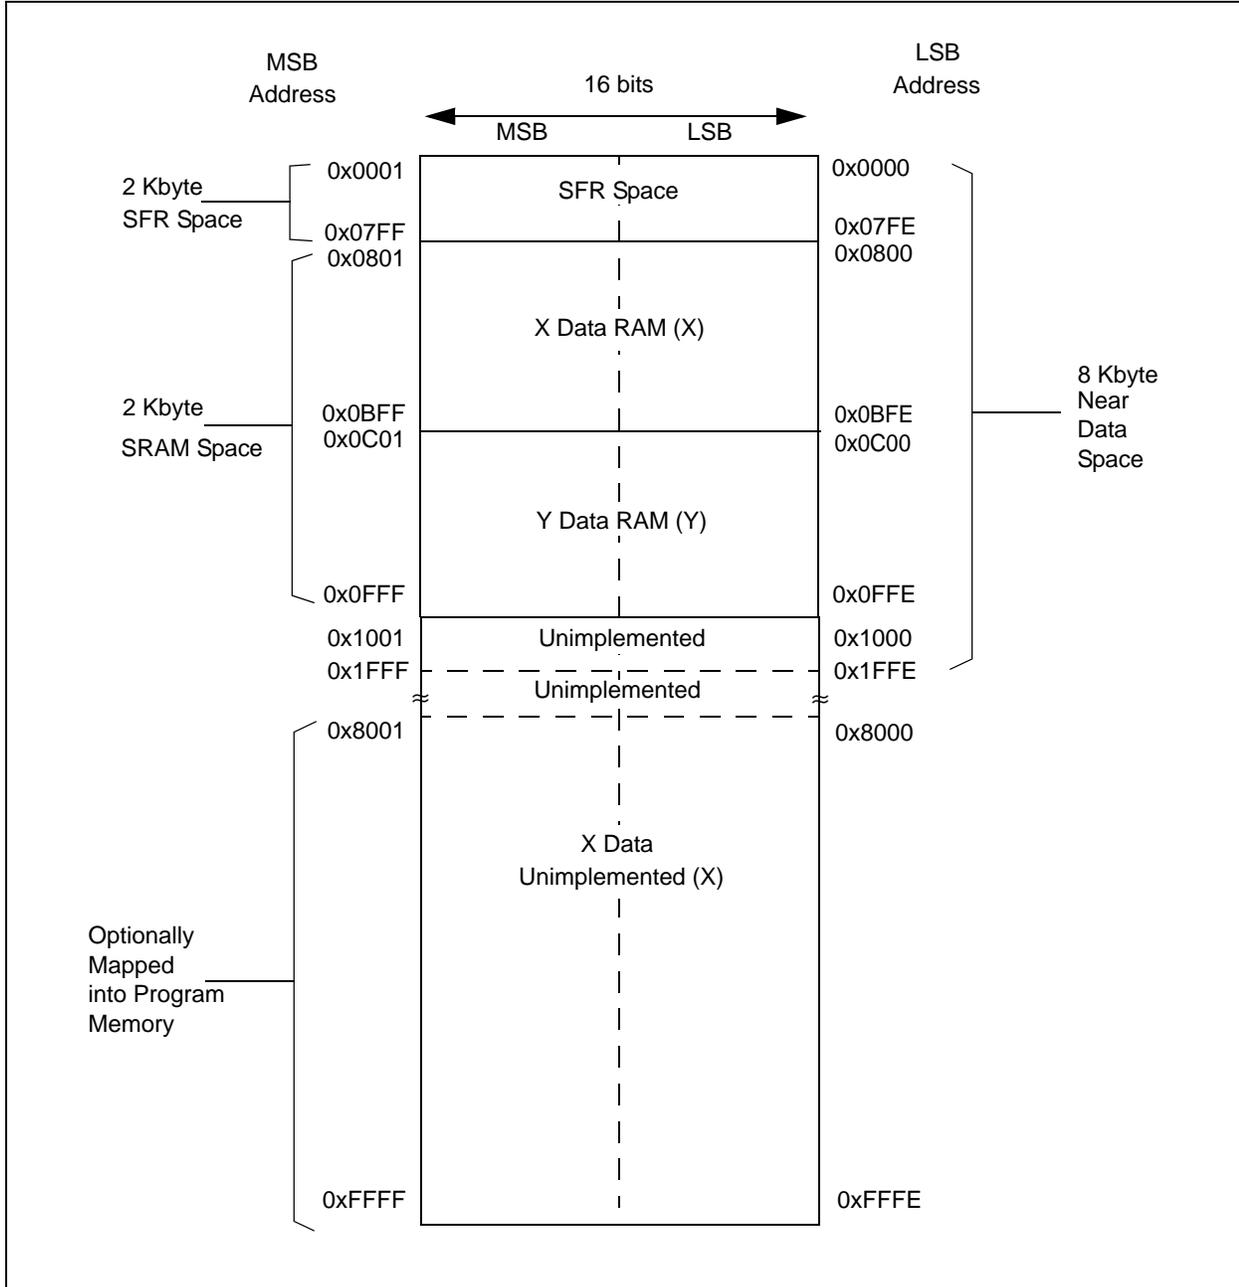 MSB
Address
LSB
Address
16 bits
MSB
LSB
0x0001
SFR Space
0x0000
2 Kbyte
SFR Space
0x07FF
0x07FE
0x0801
0x0800
X Data RAM (X)
2 Kbyte
SRAM Space
0x0BFF
0x0BFE
0x0C01
0x0C00
8 Kbyte
Near
Data
Space
Y Data RAM (Y)
0x0FFF
0x0FFE
0x1001
Unimplemented
0x1000
0x1FFF
0x1FFE
Unimplemented
0x8001
0x8000
X Data
Unimplemented (X)
Optionally
Mapped
into Program
Memory
0xFFFF
0xFFFE